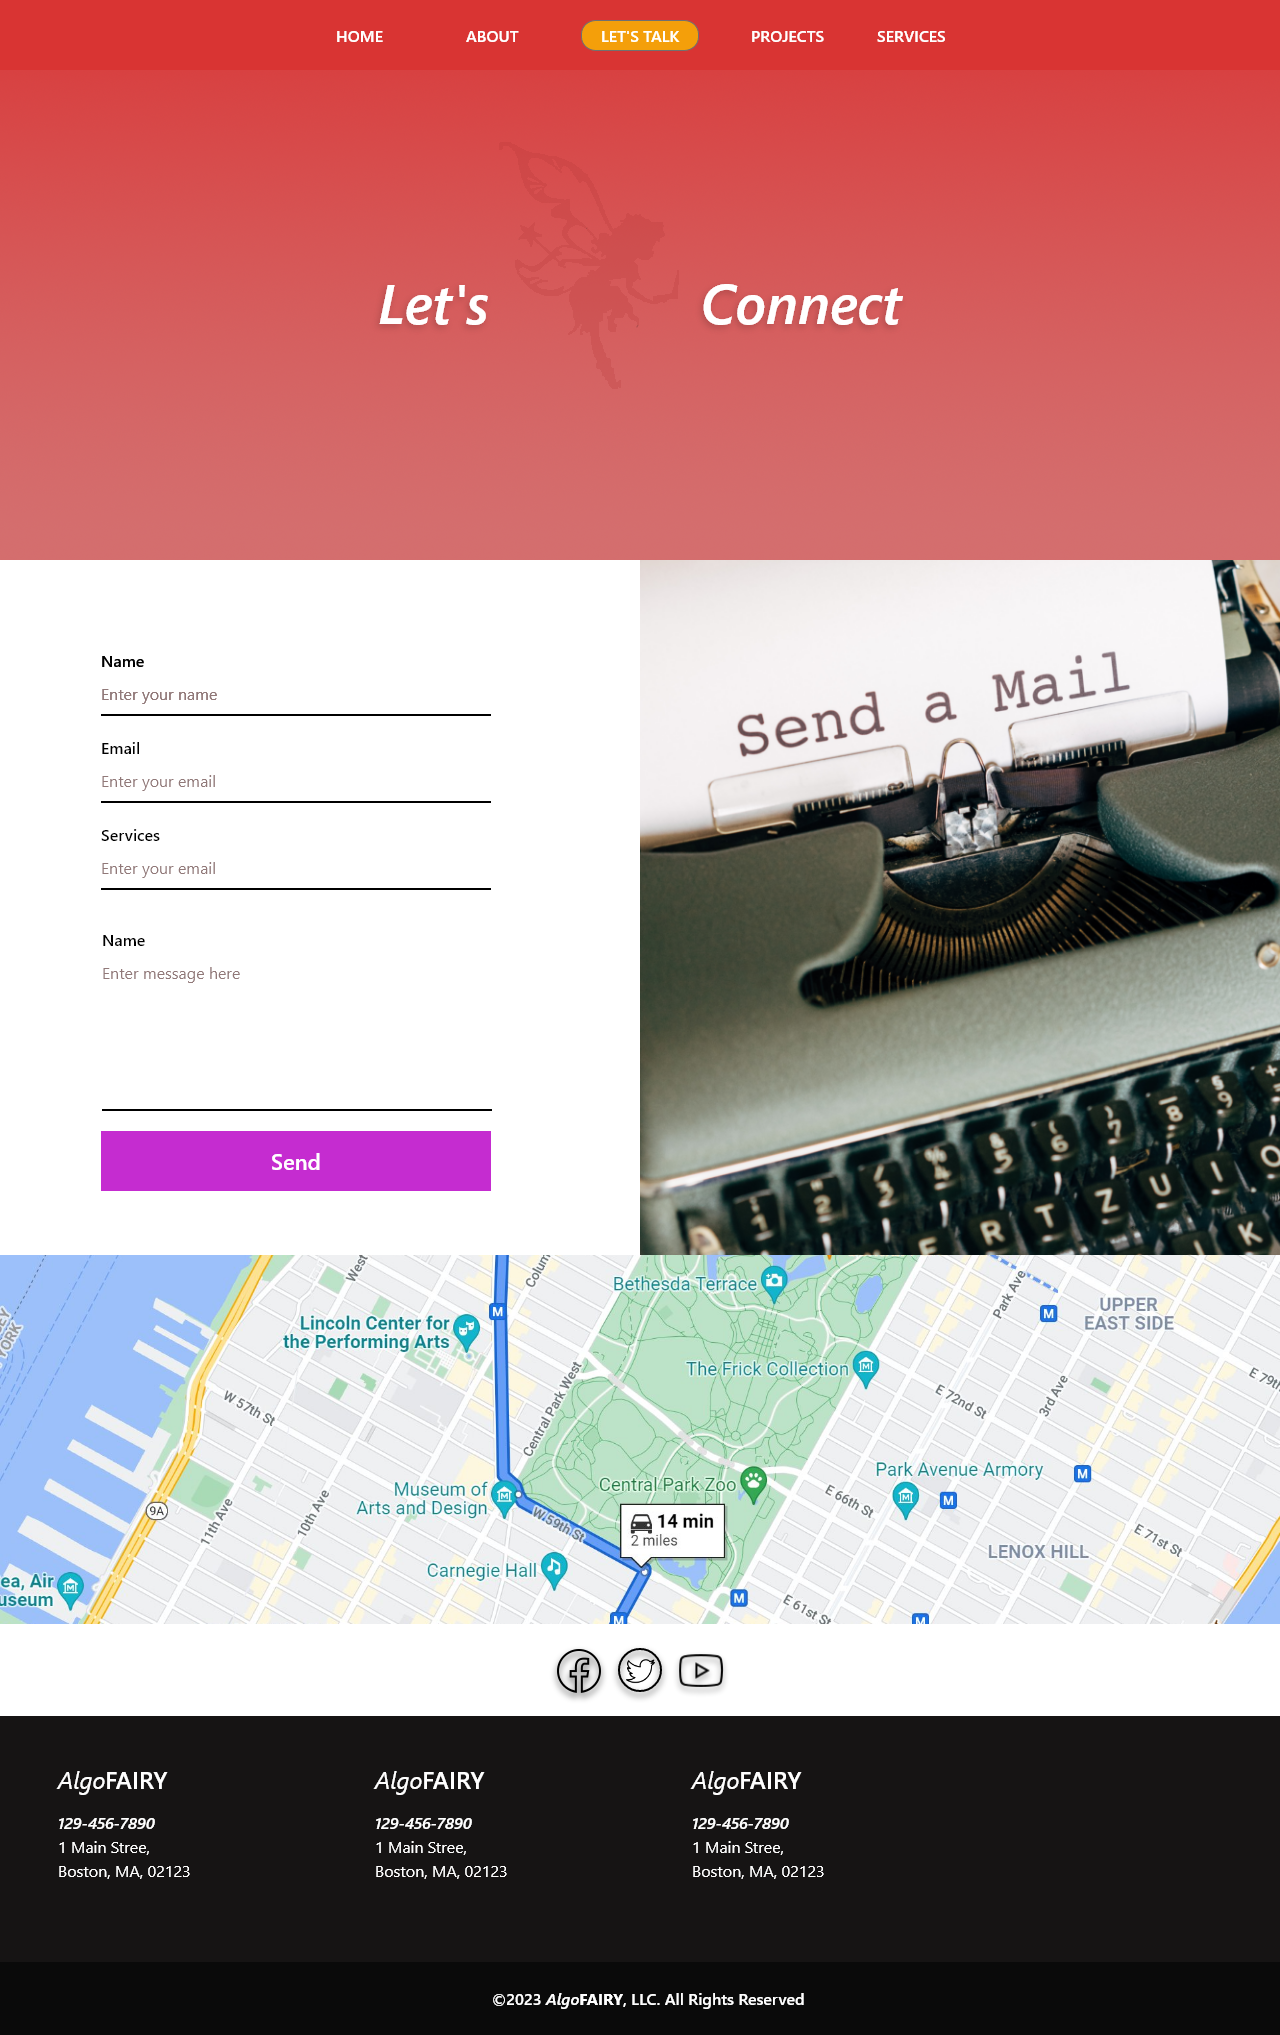 HOME ABOUT LET'S TALK PROJECTS SERVICES
Let's Connect
Name
Enter your name
Email
Enter your email
Services
Enter your email
Name
Enter message here
Send
Send a Mail
West
Colum
Bethesda Terrace
Park Ave
UPPER
EAST SIDE
M
M
Lincoln Center for
the Performing Arts
YORK
The Frick Collection
Central Park West
W 57th St
E 72nd St
3rd Ave
E 79th
Museum of
Arts and Design
Central Park Zoo
Park Avenue Armory
M
M
9A
11th Ave
10th Ave
W 59th St
14 min
2 miles
E 66th St
E 71st St
Carnegie Hall
LENOX HILL
ea, Air
useum
M
M
M
E 61st St
AlgoFAIRY
129-456-7890
1 Main Stree,
Boston, MA, 02123
AlgoFAIRY
129-456-7890
1 Main Stree,
Boston, MA, 02123
AlgoFAIRY
129-456-7890
1 Main Stree,
Boston, MA, 02123
©2023 AlgoFAIRY, LLC. All Rights Reserved